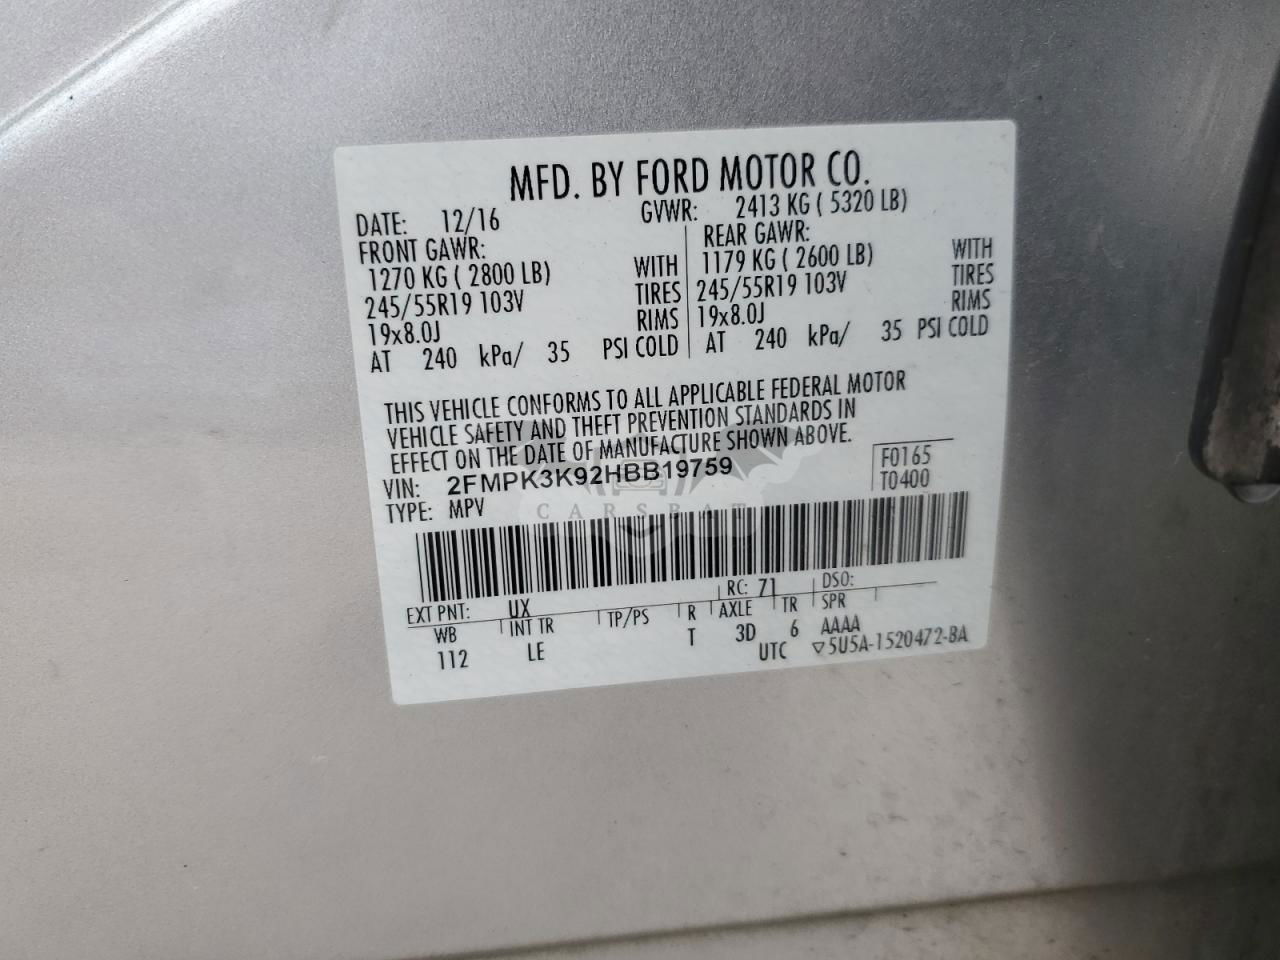 MFD. BY FORD MOTOR CO.
DATE: 12/16 GVWR: 2413 KG ( 5320 LB)
FRONT GAWR:
1270 KG ( 2800 LB) WITH
245/55R19 103V TIRES
19x8.0J RIMS
AT 240 kPa/ 35 PSI COLD
REAR GAWR:
1179 KG ( 2600 LB) WITH
245/55R19 103V TIRES
19x8.0J RIMS
AT 240 kPa/ 35 PSI COLD
THIS VEHICLE CONFORMS TO ALL APPLICABLE FEDERAL MOTOR
VEHICLE SAFETY AND THEFT PREVENTION STANDARDS IN
EFFECT ON THE DATE OF MANUFACTURE SHOWN ABOVE.
VIN: 2FMPK3K92HBB19759
TYPE: MPV
F0165
T0400
CARSBAT
EXT PNT: UX RC: 71 DSO:
WB INT TR TP/PS R AXLE TR SPR
112 LE T 3D 6 AAAA
UTC ▽5U5A-1520472-BA